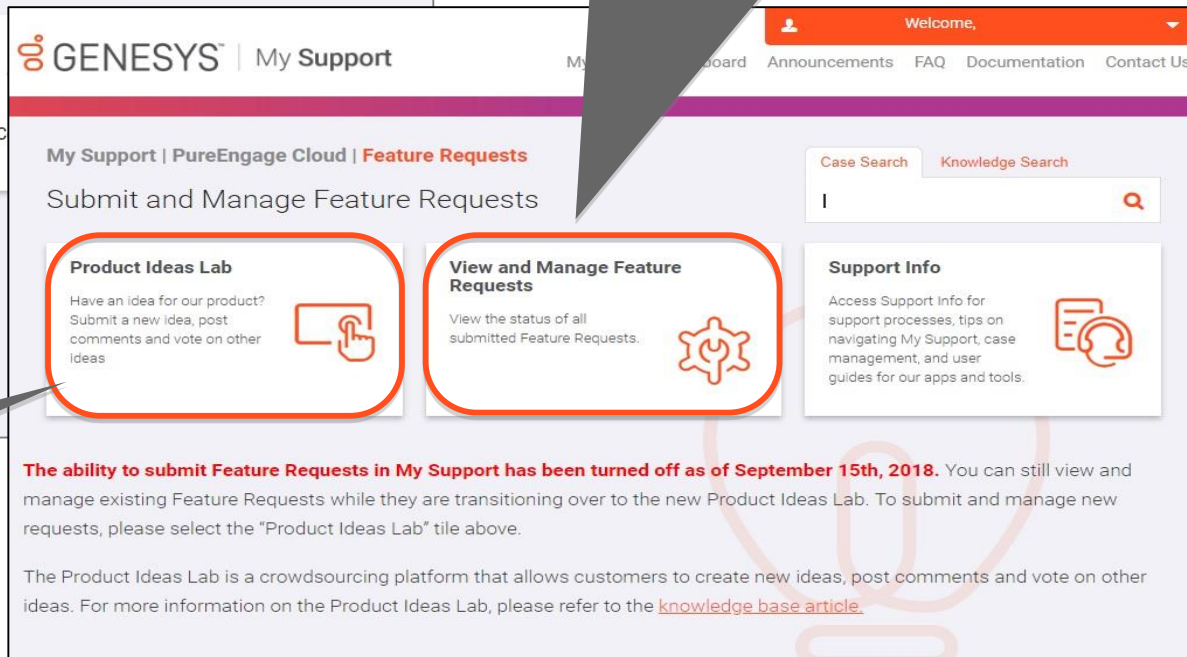 Welcome,
GENESYS™ | My Support
My
board Announcements FAQ Documentation Contact Us
My Support | PureEngage Cloud | Feature Requests
Case Search Knowledge Search
Submit and Manage Feature Requests
Product Ideas Lab
Have an idea for our product?
Submit a new idea, post
comments and vote on other
ideas
View and Manage Feature
Requests
View the status of all
submitted Feature Requests.
Support Info
Access Support Info for
support processes, tips on
navigating My Support, case
management, and user
guides for our apps and tools.
The ability to submit Feature Requests in My Support has been turned off as of September 15th, 2018. You can still view and
manage existing Feature Requests while they are transitioning over to the new Product Ideas Lab. To submit and manage new
requests, please select the “Product Ideas Lab” tile above.
The Product Ideas Lab is a crowdsourcing platform that allows customers to create new ideas, post comments and vote on other
ideas. For more information on the Product Ideas Lab, please refer to the knowledge base article.